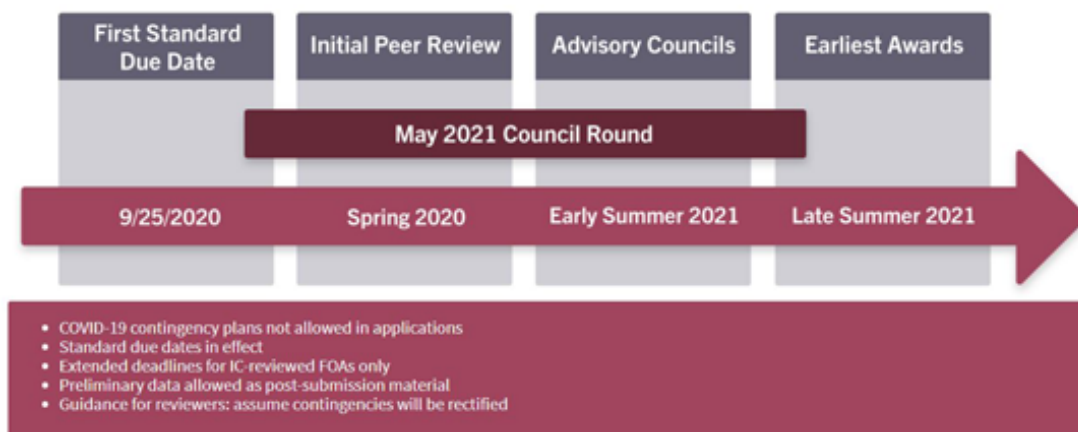 First Standard
Due Date
Initial Peer Review
Advisory Councils
Earliest Awards
May 2021 Council Round
9/25/2020
Spring 2020
Early Summer 2021
Late Summer 2021
• COVID-19 contingency plans not allowed in applications
• Standard due dates in effect
• Extended deadlines for IC-reviewed FOAs only
• Preliminary data allowed as post-submission material
• Guidance for reviewers: assume contingencies will be rectified